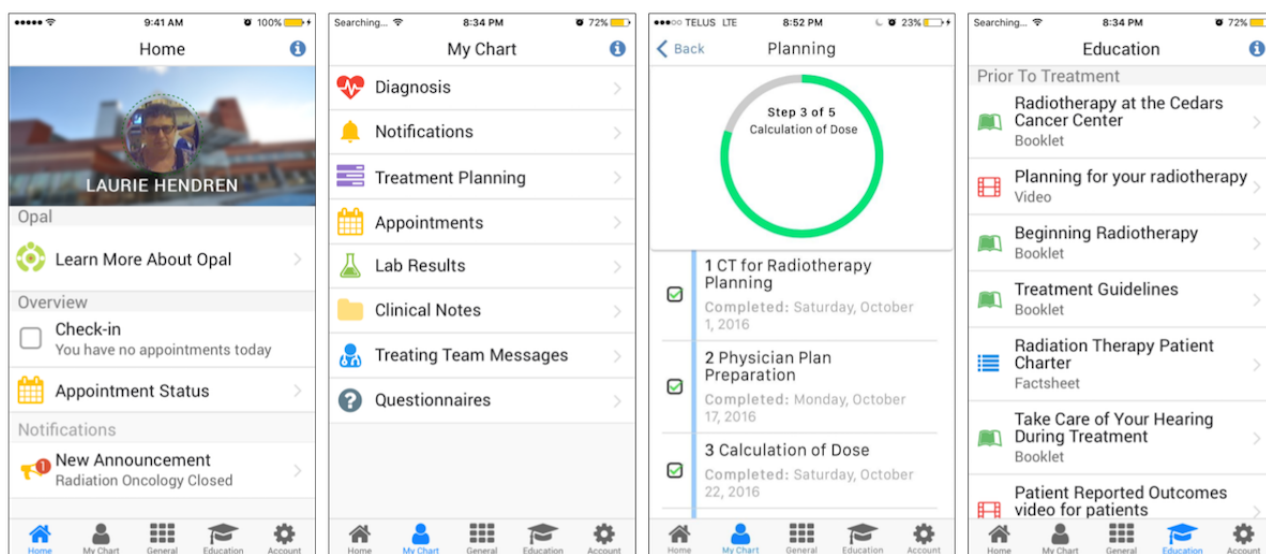 9:41 AM
100%
Home
LAURIE HENDREN
Opal
Learn More About Opal
Overview
Check-in
You have no appointments today
Appointment Status
Notifications
1
New Announcement
Radiation Oncology Closed
Home
My Chart
General
Education
Account
Searching...
8:34 PM
72%
My Chart
Diagnosis
Notifications
Treatment Planning
Appointments
Lab Results
Clinical Notes
Treating Team Messages
Questionnaires
Home
My Chart
General
Education
Account
TELUS LTE
8:52 PM
23%
Back
Planning
Step 3 of 5
Calculation of Dose
1 CT for Radiotherapy
Planning
Completed: Saturday, October
1, 2016
2 Physician Plan
Preparation
Completed: Monday, October
17, 2016
3 Calculation of Dose
Completed: Saturday, October
22, 2016
Home
My Chart
General
Education
Account
Searching...
8:34 PM
72%
Education
Prior To Treatment
Radiotherapy at the Cedars
Cancer Center
Booklet
Planning for your radiotherapy
Video
Beginning Radiotherapy
Booklet
Treatment Guidelines
Booklet
Radiation Therapy Patient
Charter
Factsheet
Take Care of Your Hearing
During Treatment
Booklet
Patient Reported Outcomes
video for patients
Home
My Chart
General
Education
Account